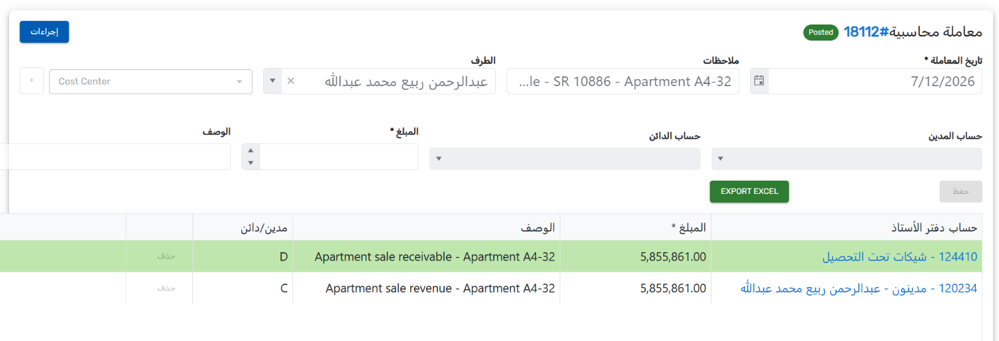 معاملة محاسبية#18112 Posted
إجراءات
تاريخ المعاملة *
ملاحظات
الطرف
7/12/2026
...le - SR 10886 - Apartment A4-32
عبدالرحمن ربيع محمد عبدالله
Cost Center
+
حساب المدين
حساب الدائن
المبلغ *
الوصف
حفظ
EXPORT EXCEL
حساب دفتر الأستاذ
المبلغ *
الوصف
مدين/دائن
124410 - شيكات تحت التحصيل
5,855,861.00
Apartment sale receivable - Apartment A4-32
D
حذف
120234 - مدينون - عبدالرحمن ربيع محمد عبدالله
5,855,861.00
Apartment sale revenue - Apartment A4-32
C
حذف